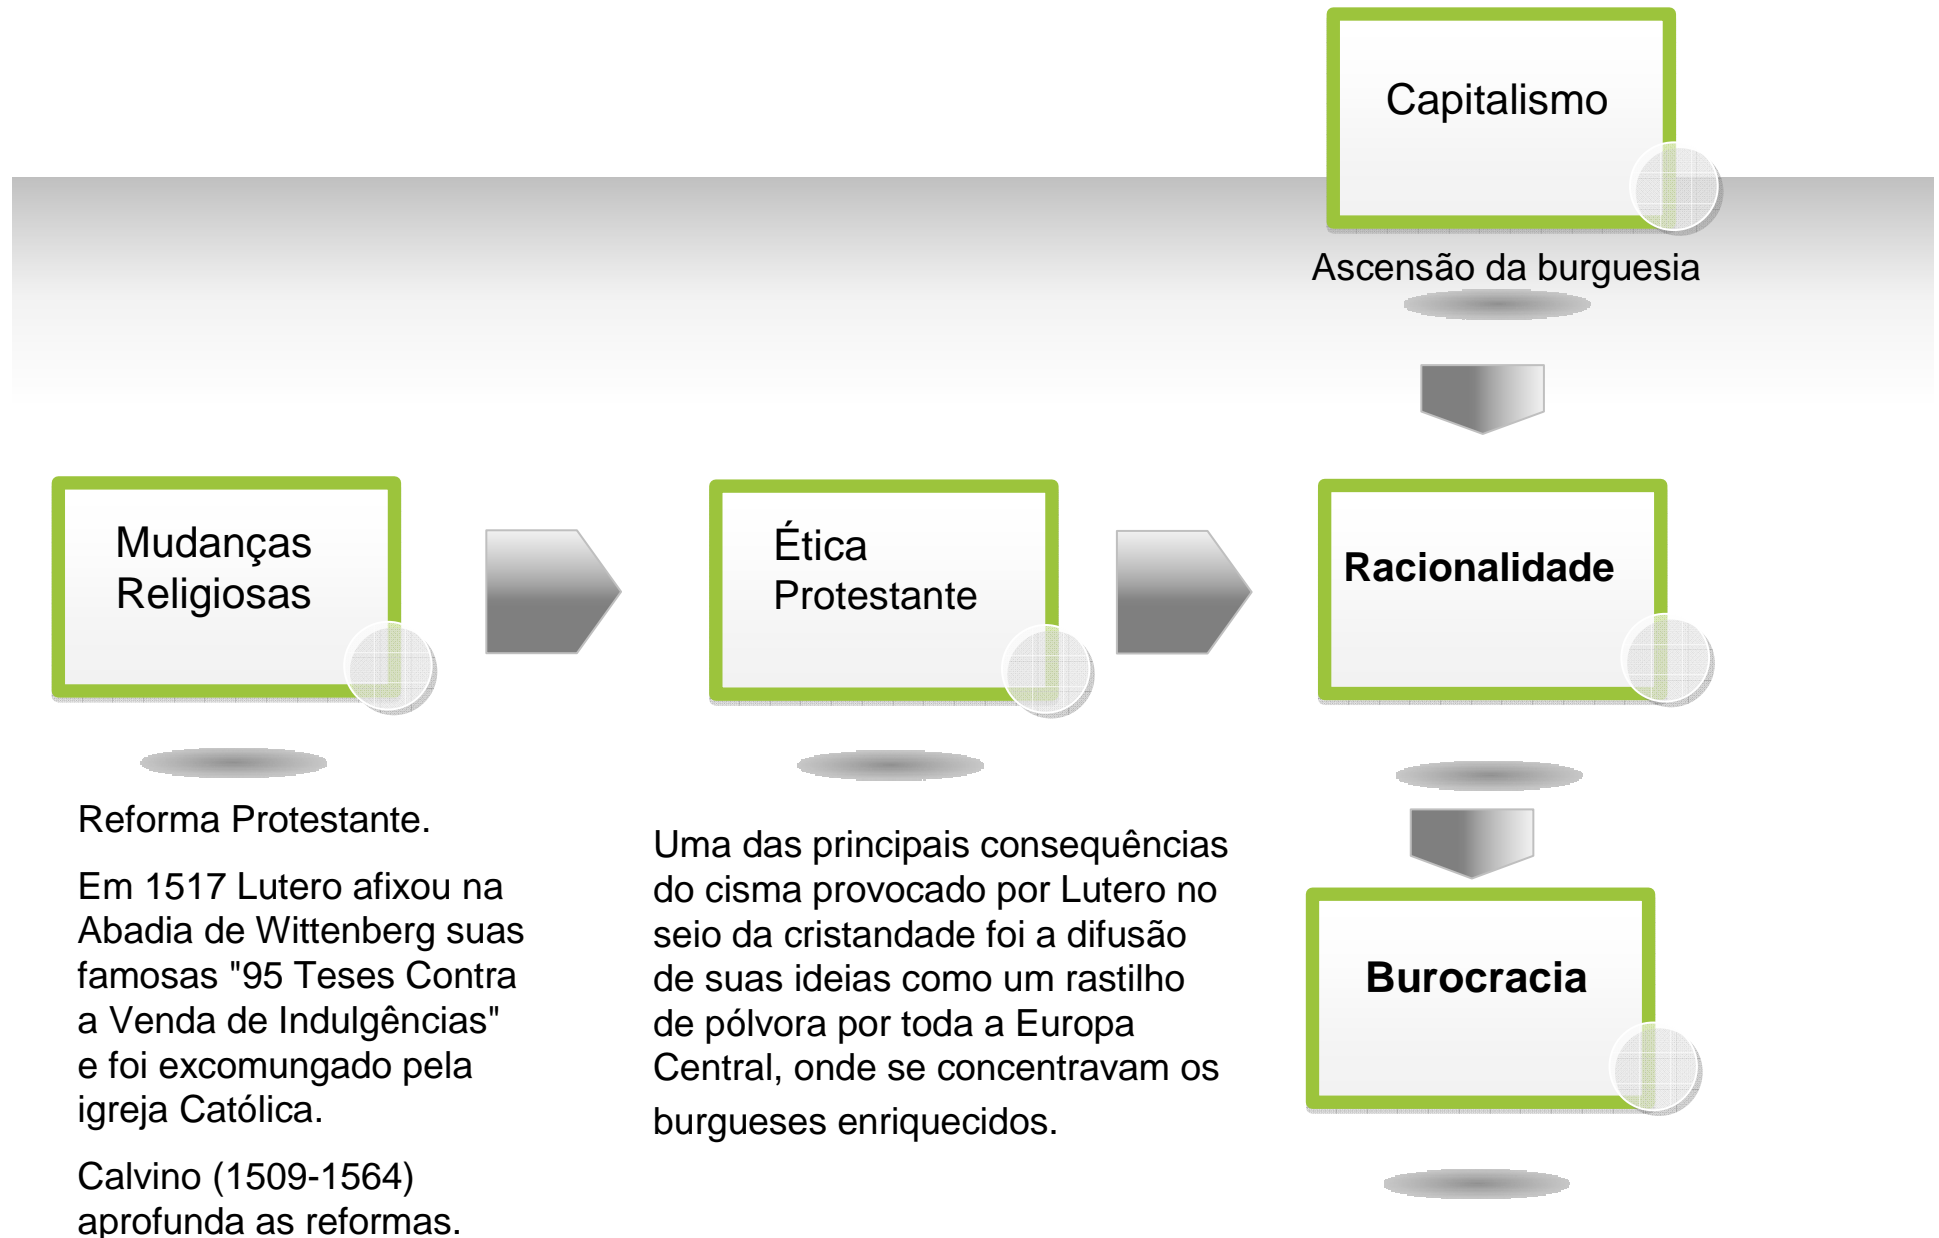 Capitalismo
Ascensão da burguesia
Mudanças
Religiosas
Ética
Protestante
Racionalidade
Reforma Protestante.
Em 1517 Lutero afixou na
Abadia de Wittenberg suas
famosas "95 Teses Contra
a Venda de Indulgências"
e foi excomungado pela
igreja Católica.
Calvino (1509-1564)
aprofunda as reformas.
Uma das principais consequências
do cisma provocado por Lutero no
seio da cristandade foi a difusão
de suas ideias como um rastilho
de pólvora por toda a Europa
Central, onde se concentravam os
burgueses enriquecidos.
Burocracia